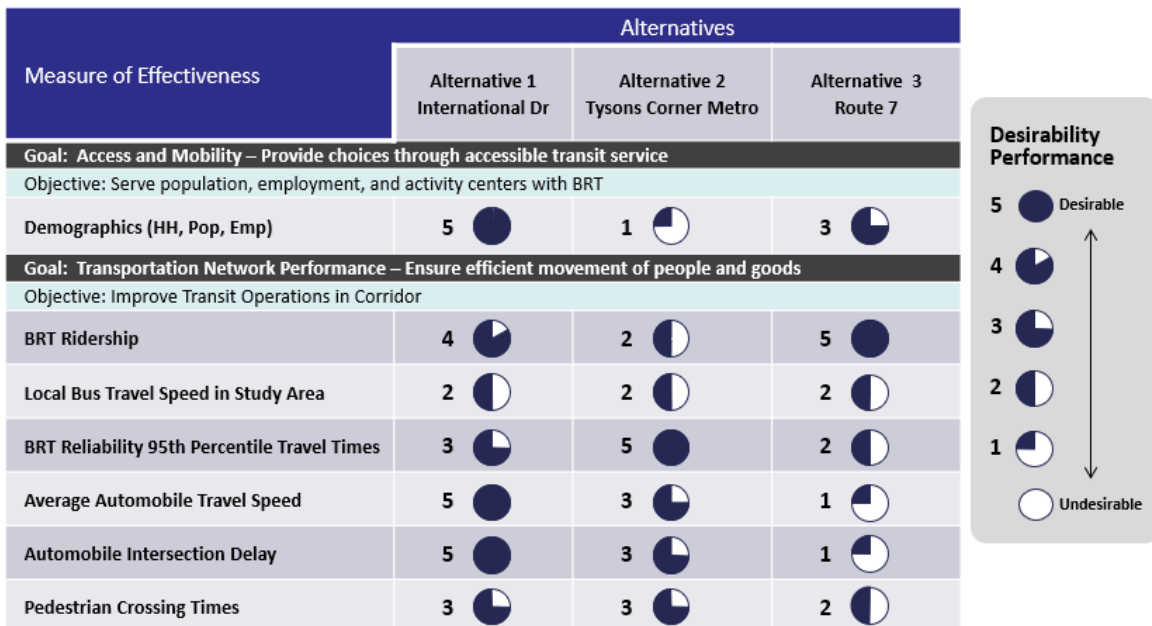 Alternatives
Measure of Effectiveness
Alternative 1
International Dr
Alternative 2
Tysons Corner Metro
Alternative 3
Route 7
Goal: Access and Mobility – Provide choices through accessible transit service
Objective: Serve population, employment, and activity centers with BRT
Demographics (HH, Pop, Emp) 5 1 3
Goal: Transportation Network Performance – Ensure efficient movement of people and goods
Objective: Improve Transit Operations in Corridor
BRT Ridership 4 2 5
Local Bus Travel Speed in Study Area 2 2 2
BRT Reliability 95th Percentile Travel Times 3 5 2
Average Automobile Travel Speed 5 3 1
Automobile Intersection Delay 5 3 1
Pedestrian Crossing Times 3 3 2
Desirability
Performance
5 Desirable
4
3
2
1
Undesirable